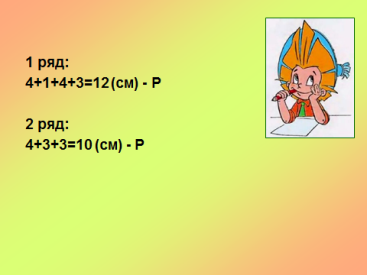 1 ряд:
4+1+4+3=12 (см) - Р
2 ряд:
4+3+3=10 (см) - Р